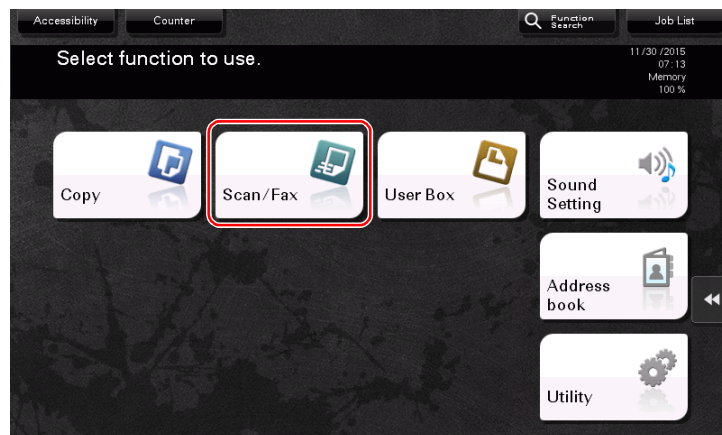 Accessibility
Counter
Function
Search
Job List
Select function to use.
11/30 /2015
07:13
Memory
100 %
Copy
Scan/Fax
User Box
Sound
Setting
Address
book
Utility